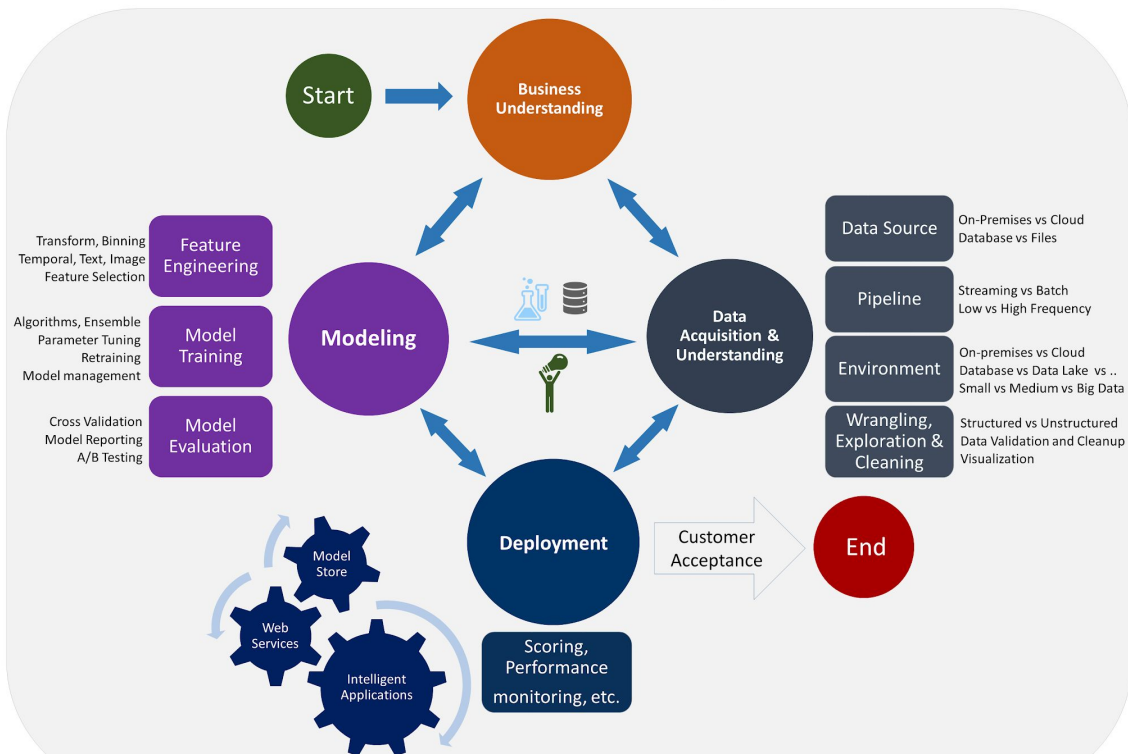 Start
Business
Understanding
Transform, Binning
Temporal, Text, Image
Feature Selection
Feature
Engineering
Algorithms, Ensemble
Parameter Tuning
Retraining
Model management
Model
Training
Cross Validation
Model Reporting
A/B Testing
Model
Evaluation
Modeling
Data
Acquisition &
Understanding
Data Source
On-Premises vs Cloud
Database vs Files
Pipeline
Streaming vs Batch
Low vs High Frequency
Environment
On-premises vs Cloud
Database vs Data Lake vs ..
Small vs Medium vs Big Data
Wrangling,
Exploration &
Cleaning
Structured vs Unstructured
Data Validation and Cleanup
Visualization
Deployment
Customer
Acceptance
End
Model
Store
Web
Services
Intelligent
Applications
Scoring,
Performance
monitoring, etc.